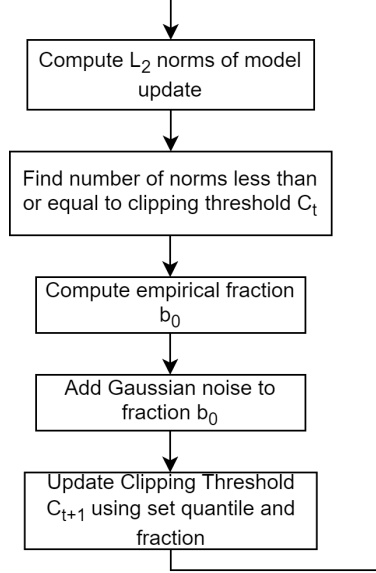 Compute L2 norms of model
update
Find number of norms less than
or equal to clipping threshold Ct
Compute empirical fraction
b0
Add Gaussian noise to
fraction b0
Update Clipping Threshold
Ct+1 using set quantile and
fraction